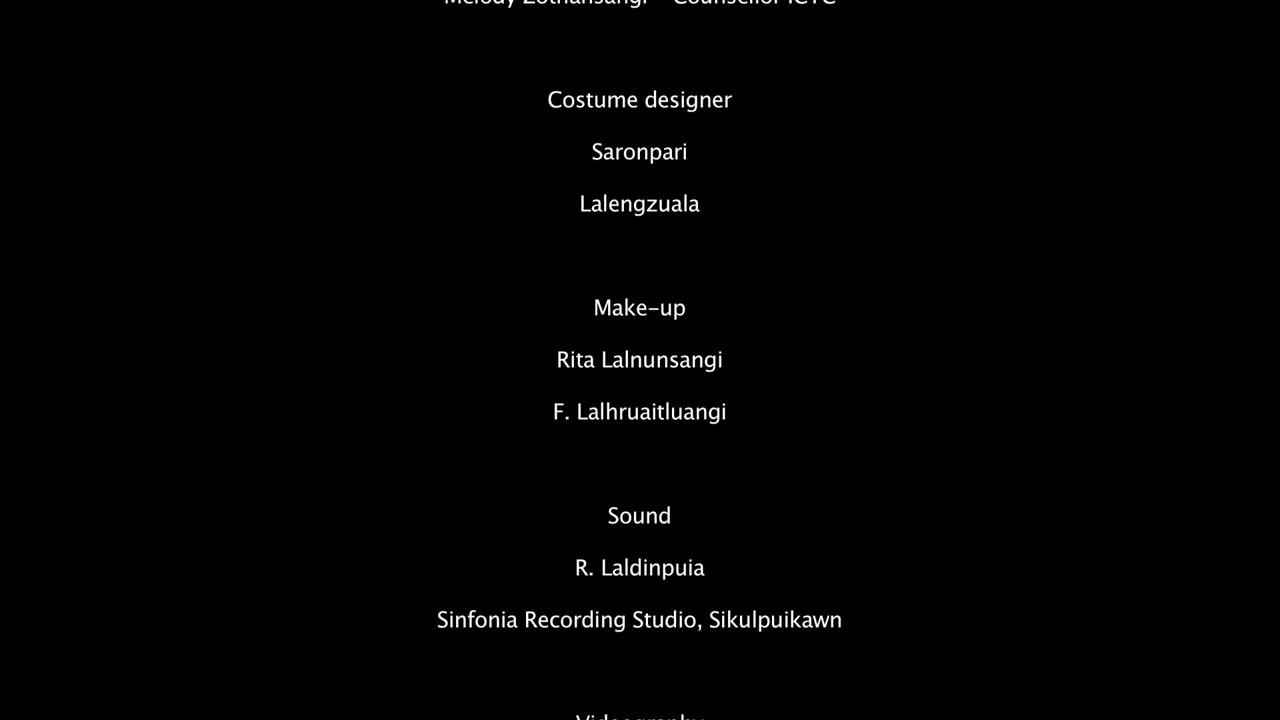 Melody Zothansangi - Counsellor ICTC
Costume designer
Saronpari
Lalengzuala
Make-up
Rita Lalnunsangi
F. Lalhruaitluangi
Sound
R. Laldinpuia
Sinfonia Recording Studio, Sikulpuikawn
Videography